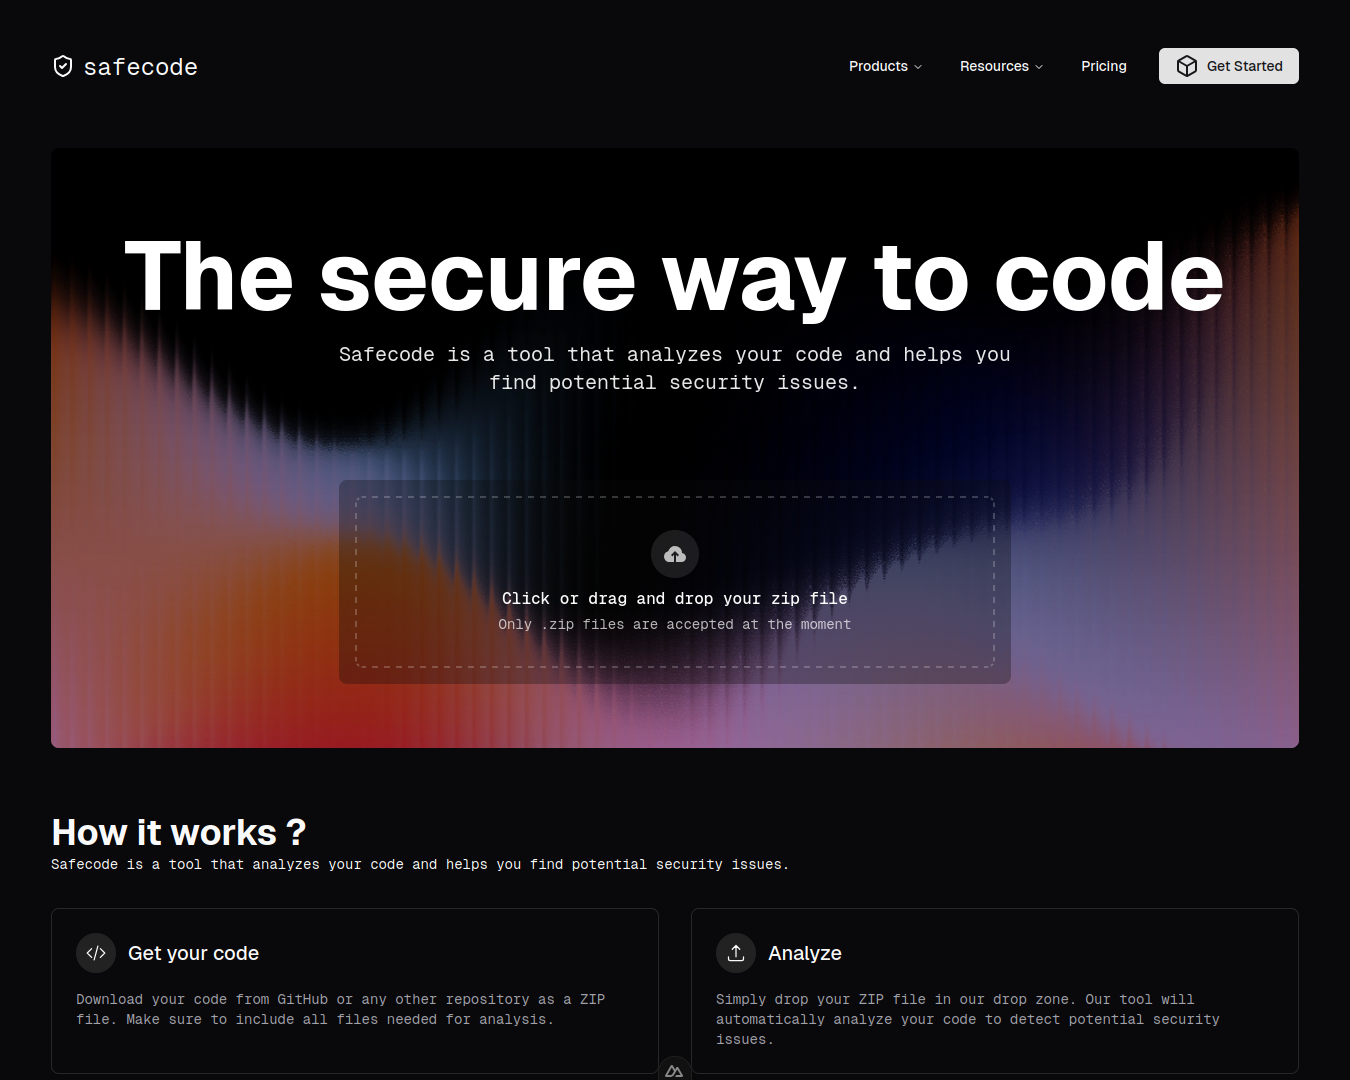 safecode
Products
Resources
Pricing
Get Started
The secure way to code
Safecode is a tool that analyzes your code and helps you
find potential security issues.
Click or drag and drop your zip file
Only .zip files are accepted at the moment
How it works ?
Safecode is a tool that analyzes your code and helps you find potential security issues.
Get your code
Download your code from GitHub or any other repository as a ZIP
file. Make sure to include all files needed for analysis.
Analyze
Simply drop your ZIP file in our drop zone. Our tool will
automatically analyze your code to detect potential security
issues.